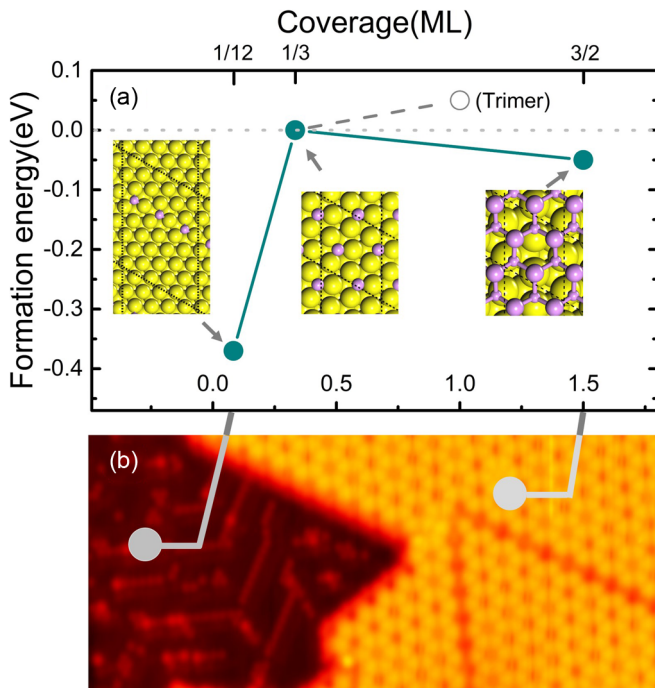 Coverage(ML)
1/12 1/3 3/2
Formation energy(eV)
0.1
0.0
-0.1
-0.2
-0.3
-0.4
(a)
(Trimer)
0.0 0.5 1.0 1.5
(b)